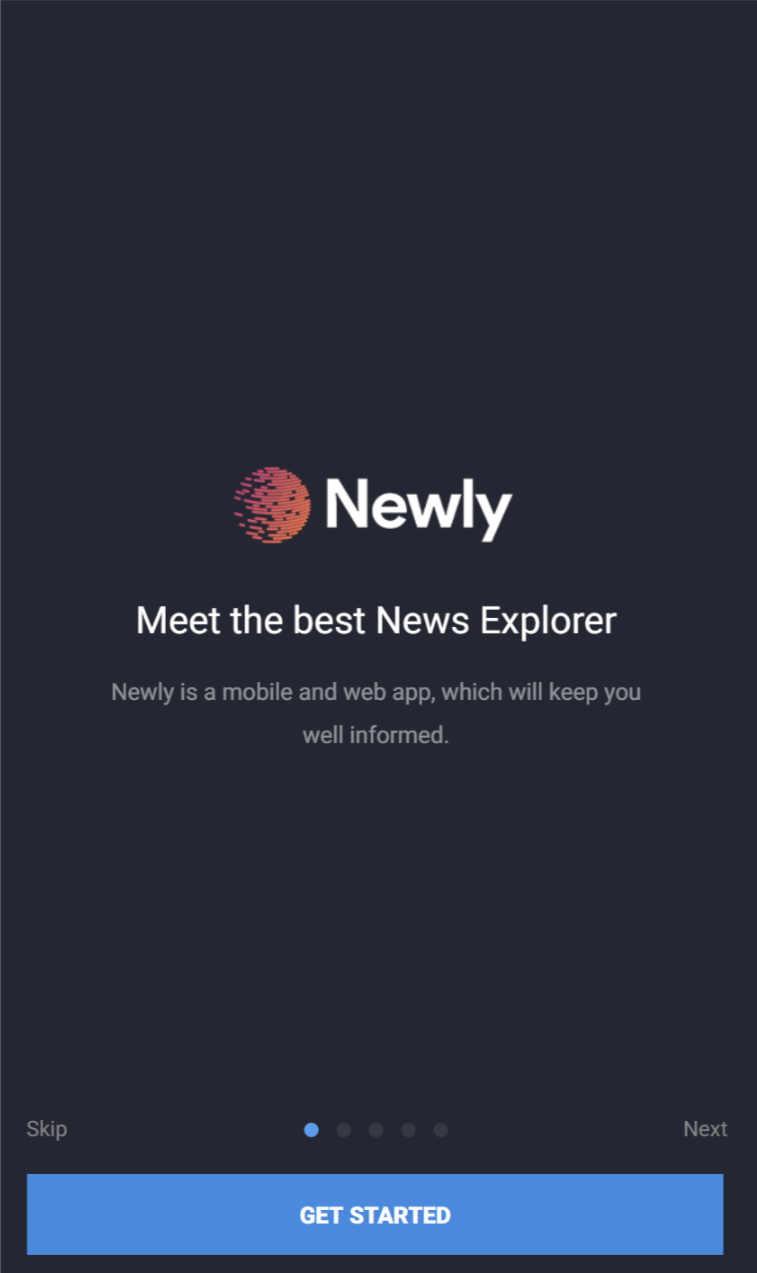 Newly
Meet the best News Explorer
Newly is a mobile and web app, which will keep you
well informed.
Skip
Next
GET STARTED